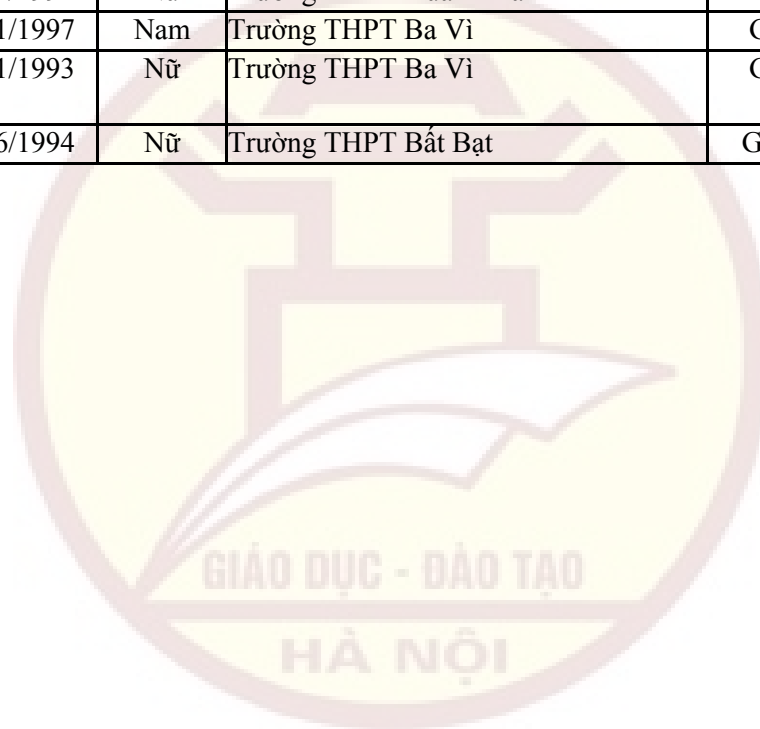 1/1997 Nam Trường THPT Ba Vì
1/1993 Nữ Trường THPT Ba Vì
6/1994 Nữ Trường THPT Bất Bạt G
GIÁO DỤC - ĐÀO TẠO
HÀ NỘI